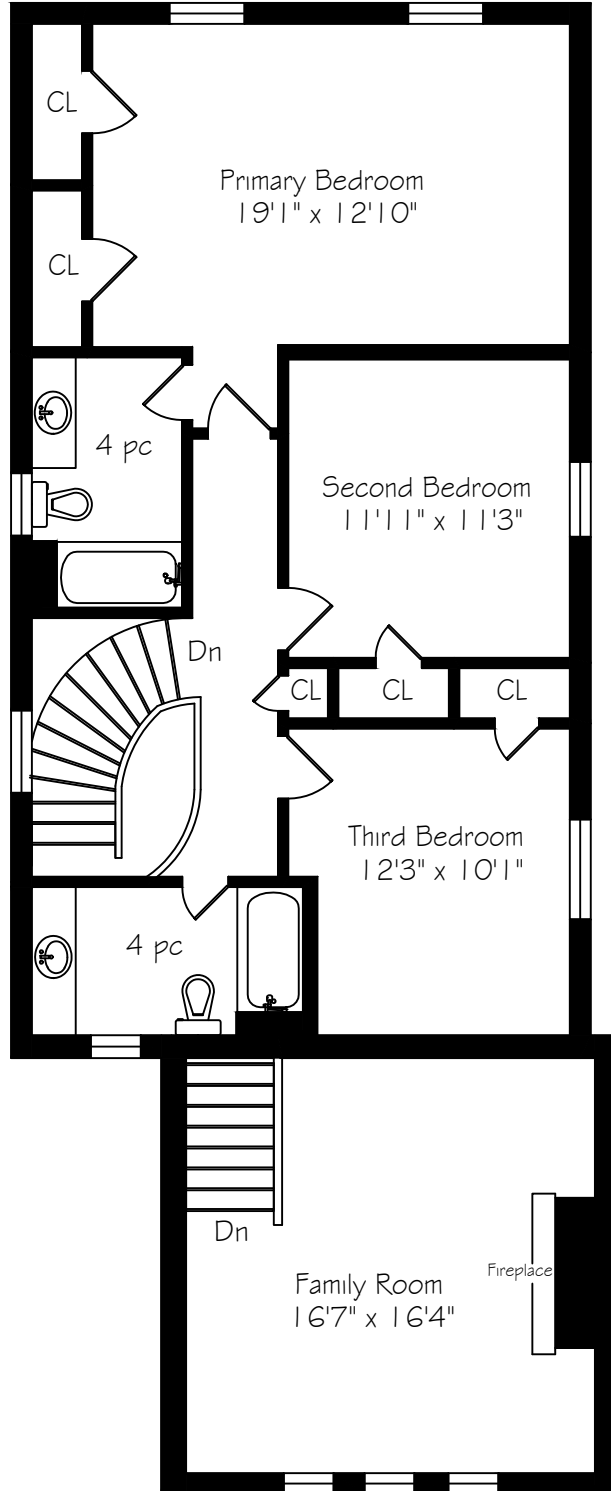 CL
Primary Bedroom
19'1" x 12'10"
CL
4 pc
Second Bedroom
11'11" x 11'3"
Dn
CL
CL
CL
Third Bedroom
12'3" x 10'1"
4 pc
Dn
Fireplace
Family Room
16'7" x 16'4"